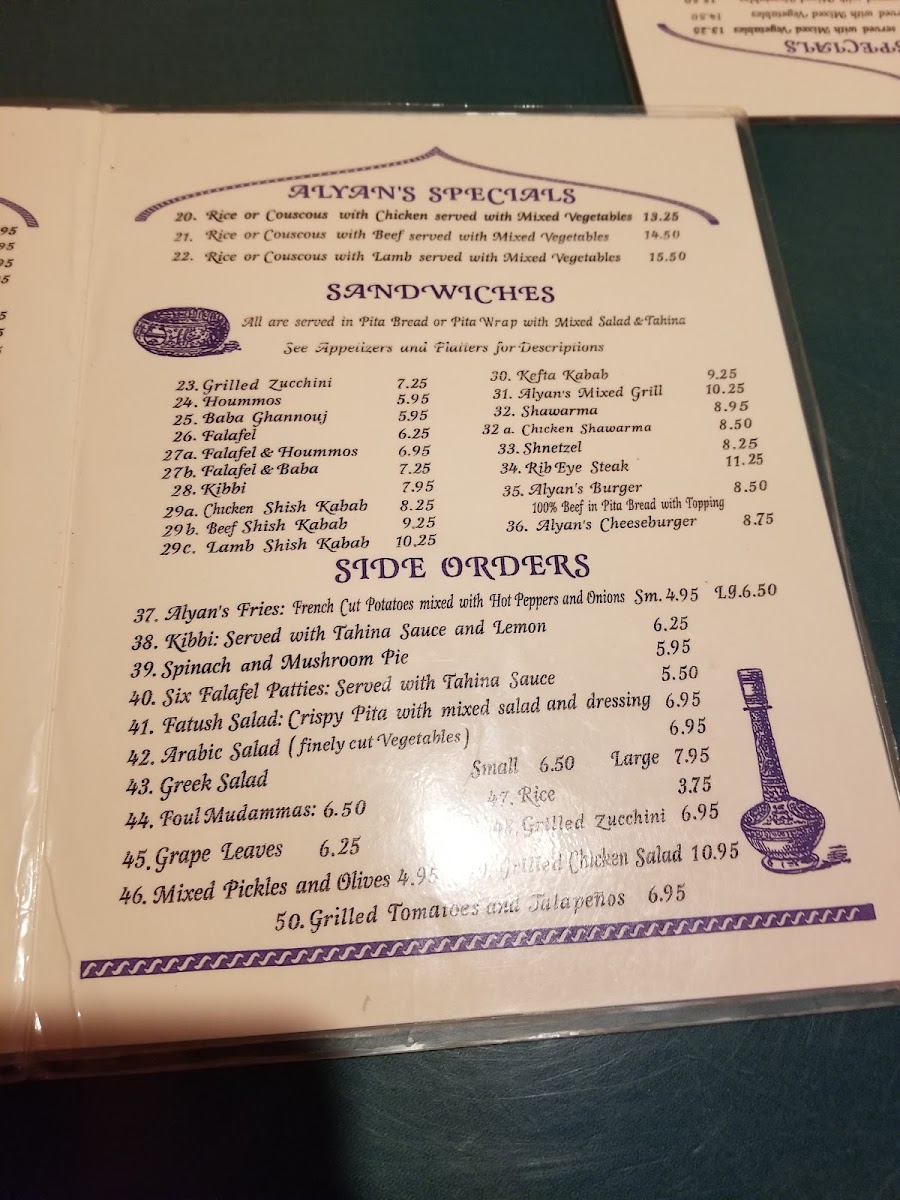 ALYAN'S SPECIALS
20. Rice or Couscous with Chicken served with Mixed Vegetables 13.25
21. Rice or Couscous with Beef served with Mixed Vegetables 14.50
22. Rice or Couscous with Lamb served with Mixed Vegetables 15.50
SANDWICHES
All are served in Pita Bread or Pita Wrap with Mixed Salad & Tahina
See Appetizers and Platters for Descriptions
23. Grilled Zucchini 7.25
24. Hoummos 5.95
25. Baba Ghannouj 5.95
26. Falafel 6.25
27a. Falafel & Hoummos 6.95
27b. Falafel & Baba 7.25
28. Kibbi 7.95
29a. Chicken Shish Kabab 8.25
29b. Beef Shish Kabab 9.25
29c. Lamb Shish Kabab 10.25
30. Kefta Kabab 9.25
31. Alyan's Mixed Grill 10.25
32. Shawarma 8.95
32a. Chicken Shawarma 8.50
33. Shnetzel 8.25
34. Rib Eye Steak 11.25
35. Alyan's Burger 8.50
100% Beef in Pita Bread with Topping
36. Alyan's Cheeseburger 8.75
SIDE ORDERS
37. Alyan's Fries: French Cut Potatoes mixed with Hot Peppers and Onions Sm. 4.95 Lg. 6.50
38. Kibbi: Served with Tahina Sauce and Lemon 6.25
39. Spinach and Mushroom Pie 5.95
40. Six Falafel Patties: Served with Tahina Sauce 5.50
41. Fatush Salad: Crispy Pita with mixed salad and dressing 6.95
42. Arabic Salad (finely cut Vegetables) 6.95
43. Greek Salad Small 6.50 Large 7.95
44. Foul Mudammas: 6.50 47. Rice 3.75
45. Grape Leaves 6.25 48. Grilled Zucchini 6.95
46. Mixed Pickles and Olives 4.95 Grilled Chicken Salad 10.95
50. Grilled Tomatoes and Jalapeños 6.95
SPECIALS
served with Mixed Vegetables 13.25
with Mixed Vegetables 14.50